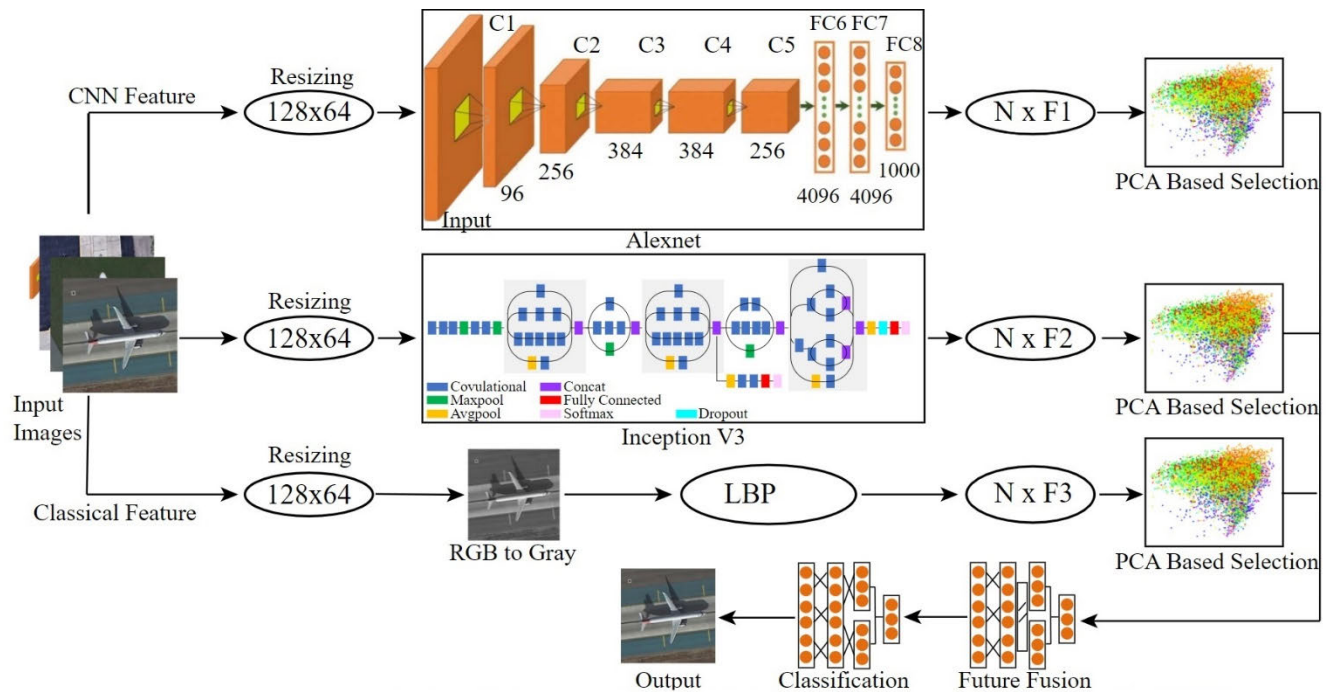 CNN Feature
Resizing
128x64
C1
C2
C3
C4
C5
FC6
FC7
FC8
Input
96
256
384
384
256
4096
4096
1000
Alexnet
N x F1
PCA Based Selection
Input
Images
Resizing
128x64
Covulational
Maxpool
Avgpool
Concat
Fully Connected
Softmax
Dropout
Inception V3
N x F2
PCA Based Selection
Classical Feature
Resizing
128x64
RGB to Gray
LBP
N x F3
PCA Based Selection
Output
Classification
Future Fusion